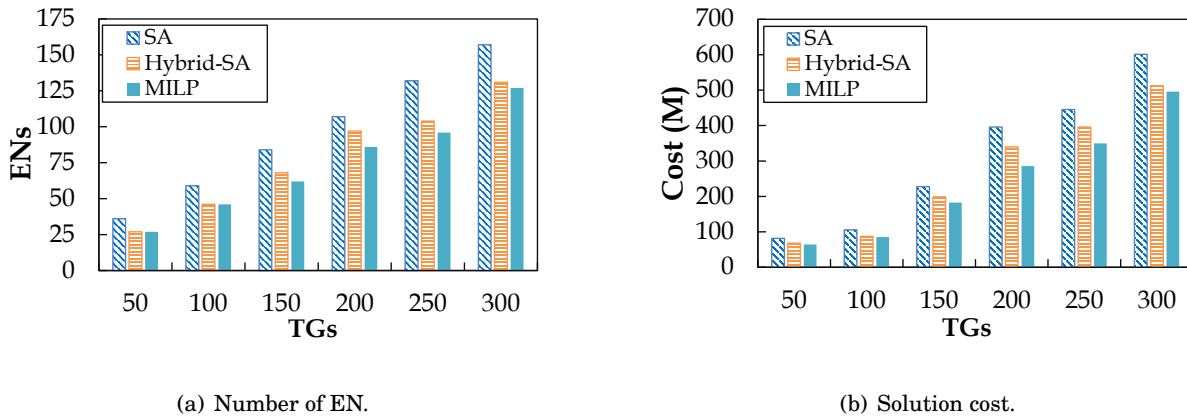 175
150
125
100
75
50
25
0
ENs
SA
Hybrid-SA
MILP
50 100 150 200 250 300
TGs
(a) Number of EN.
700
600
500
400
300
200
100
0
Cost (M)
SA
Hybrid-SA
MILP
50 100 150 200 250 300
TGs
(b) Solution cost.